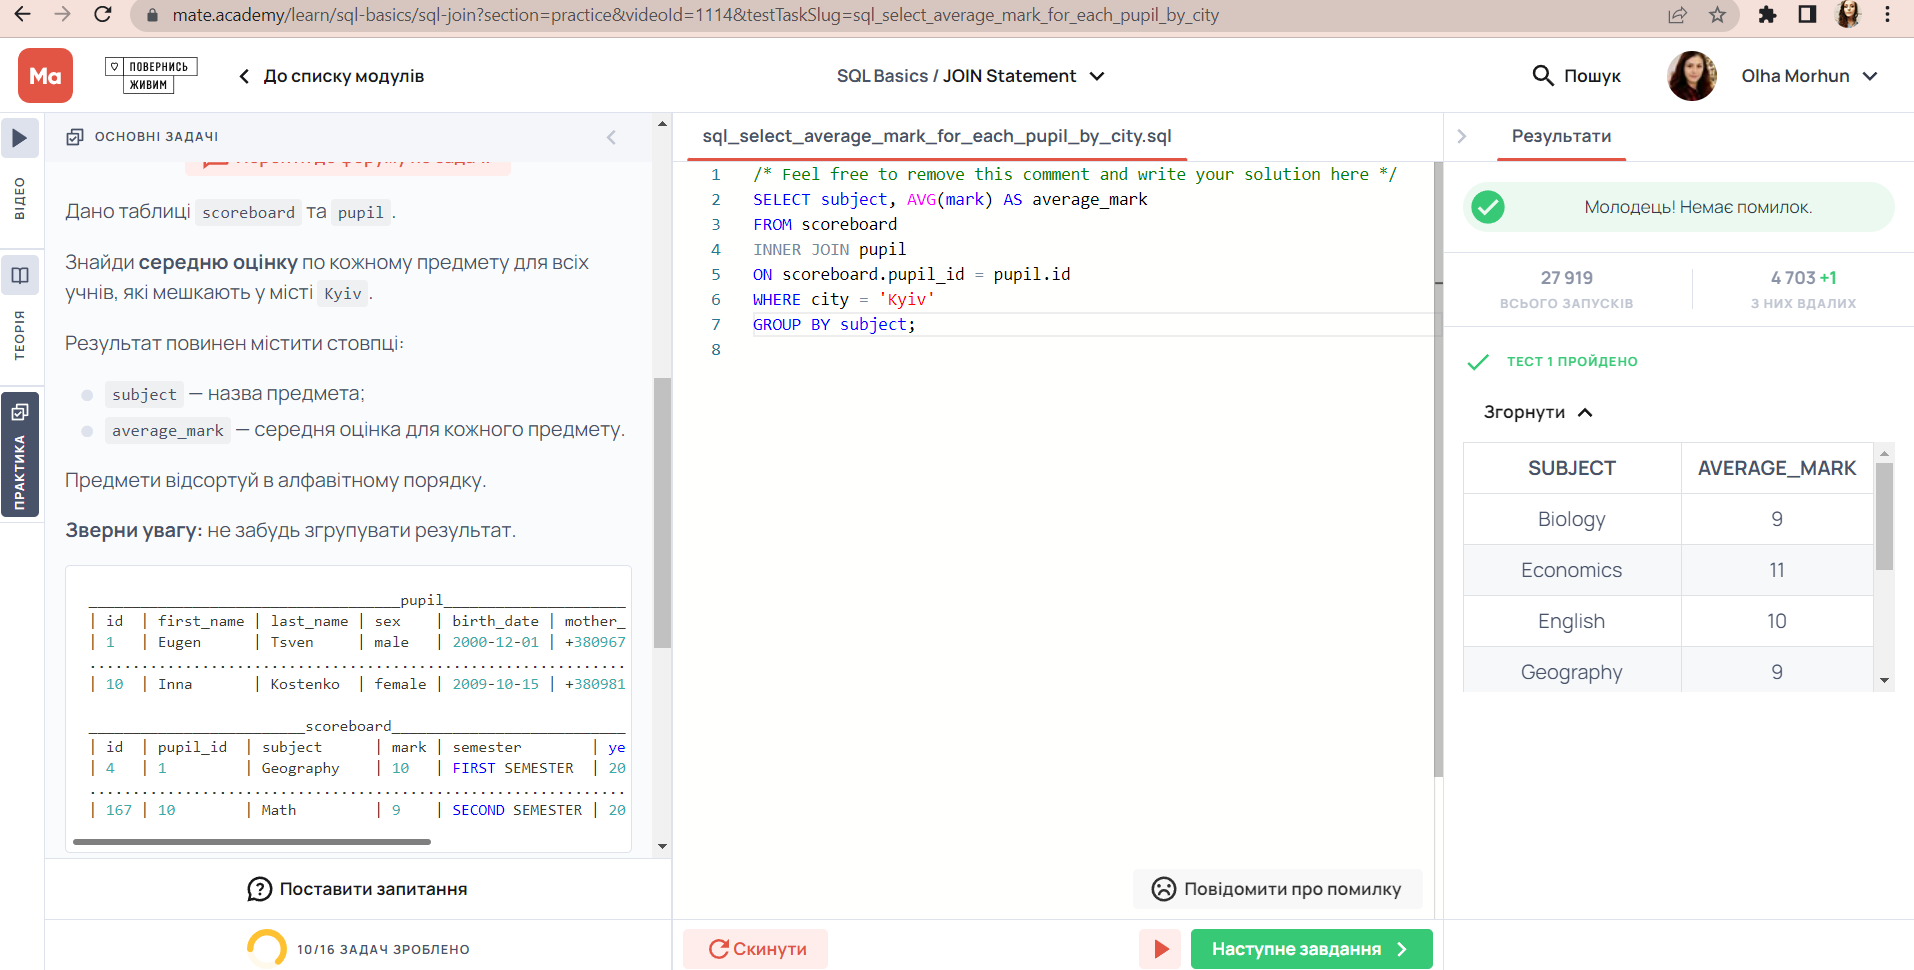 mate.academy/learn/sql-basics/sql-join?section=practice&videoId=1114&testTaskSlug=sql_select_average_mark_for_each_pupil_by_city
Ma
ПОВЕРНИСЬ
ЖИВИМ
До списку модулів
SQL Basics / JOIN Statement
Пошук
Olha Morhun
ВІДЕО
ТЕОРІЯ
ПРАКТИКА
ОСНОВНІ ЗАДАЧІ
Дано таблиці scoreboard та pupil.
Знайди середню оцінку по кожному предмету для всіх
учнів, які мешкають у місті Kyiv.
Результат повинен містити стовпці:
subject — назва предмета;
average_mark — середня оцінка для кожного предмету.
Предмети відсортуй в алфавітному порядку.
Зверни увагу: не забудь згрупувати результат.
____________________________________pupil_____________________
| id | first_name | last_name | sex | birth_date | mother_
| 1 | Eugen | Tsven | male | 2000-12-01 | +380967
..............................................................
| 10 | Inna | Kostenko | female | 2009-10-15 | +380981
_________________________scoreboard___________________________
| id | pupil_id | subject | mark | semester | ye
| 4 | 1 | Geography | 10 | FIRST SEMESTER | 20
..............................................................
| 167 | 10 | Math | 9 | SECOND SEMESTER | 20
Поставити запитання
10/16 ЗАДАЧ ЗРОБЛЕНО
sql_select_average_mark_for_each_pupil_by_city.sql
1 /* Feel free to remove this comment and write your solution here */
2 SELECT subject, AVG(mark) AS average_mark
3 FROM scoreboard
4 INNER JOIN pupil
5 ON scoreboard.pupil_id = pupil.id
6 WHERE city = 'Kyiv'
7 GROUP BY subject;
8
Повідомити про помилку
Скинути
Наступне завдання
Результати
Молодець! Немає помилок.
27 919
ВСЬОГО ЗАПУСКІВ
4 703 +1
З НИХ ВДАЛИХ
ТЕСТ 1 ПРОЙДЕНО
Згорнути
SUBJECT AVERAGE_MARK
Biology 9
Economics 11
English 10
Geography 9